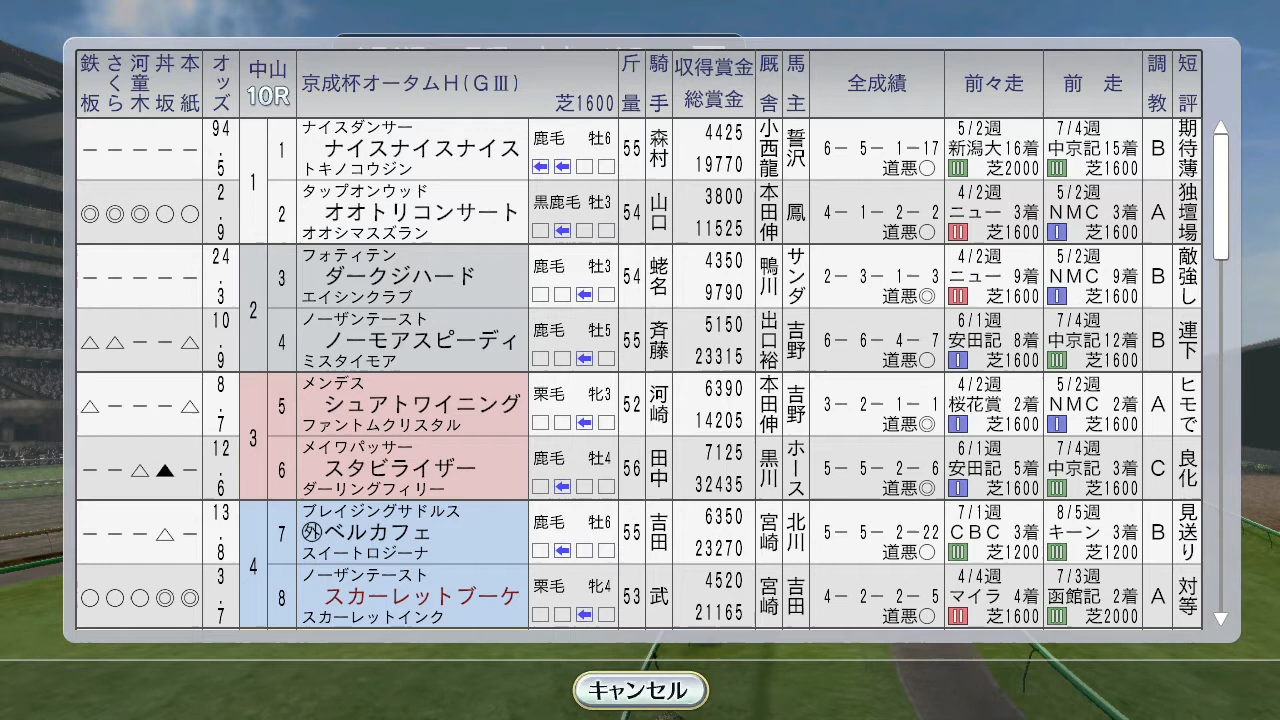 鉄板 さくら 河童木 丼坂 本紙 オッズ 中山 10R 京成杯オータムH(GⅢ) 芝1600 斤量 騎手 収得賞金 総賞金 厩舎 馬主 全成績 前々走 前 走 調教 短評
－ － － － － 94.5 1 1 ナイスダンサー 鹿毛 牡6 55 森村 4425 小西龍 誓沢 6－ 5－ 1－17 5/2週 7/4週 B 期待薄
ナイスナイスナイス 新潟大16着 中京記15着
トキノコウジン 19770 道悪○ Ⅲ 芝2000 Ⅲ 芝1600
◎ ◎ ◎ ○ ○ 2.9 2 タップオンウッド 黒鹿毛 牡3 54 山口 3800 本田伸 鳳 4－ 1－ 2－ 2 4/2週 5/2週 A 独壇場
オオトリコンサート ニュー 3着 NMC 3着
オオシマスズラン 11525 道悪○ Ⅱ 芝1600 Ⅰ 芝1600
－ － － － － 24.3 2 3 フォティテン 鹿毛 牡3 54 蛯名 4350 鴨川 サンダ 2－ 3－ 1－ 3 4/2週 5/2週 B 敵強し
ダークジハード ニュー 9着 NMC 9着
エイシンクラブ 9790 道悪◎ Ⅱ 芝1600 Ⅰ 芝1600
△ △ － － △ 10.9 4 ノーザンテースト 鹿毛 牡5 55 斉藤 5150 出口裕 吉野 6－ 6－ 4－ 7 6/1週 7/4週 B 連下
ノーモアスピーディ 安田記 8着 中京記12着
ミスタイモア 23315 道悪○ Ⅰ 芝1600 Ⅲ 芝1600
△ － － － △ 8.7 3 5 メンデス 栗毛 牝3 52 河崎 6390 本田伸 吉野 3－ 2－ 1－ 1 4/2週 5/2週 A ヒモで
シュアトワイニング 桜花賞 2着 NMC 2着
ファントムクリスタル 14205 道悪◎ Ⅰ 芝1600 Ⅰ 芝1600
－ － △ ▲ － 12.6 6 メイワパッサー 鹿毛 牡4 56 田中 7125 黒川 ホース 5－ 5－ 2－ 6 6/1週 7/4週 C 良化
スタビライザー 安田記 5着 中京記 3着
ダーリングフィリー 32435 道悪◎ Ⅰ 芝1600 Ⅲ 芝1600
－ － － △ － 13.8 4 7 ブレイジングサドルス 鹿毛 牡6 55 吉田 6350 宮崎 北川 5－ 5－ 2－22 7/1週 8/5週 B 見送り
外ベルカフェ CBC 3着 キーン 3着
スイートロジーナ 23270 道悪○ Ⅲ 芝1200 Ⅲ 芝1200
○ ○ ○ ◎ ◎ 3.7 8 ノーザンテースト 栗毛 牝4 53 武 4520 宮崎 吉田 4－ 2－ 2－ 5 4/4週 7/3週 A 対等
スカーレットブーケ マイラ 4着 函館記 2着
スカーレットインク 21165 道悪○ Ⅱ 芝1600 Ⅲ 芝2000
キャンセル